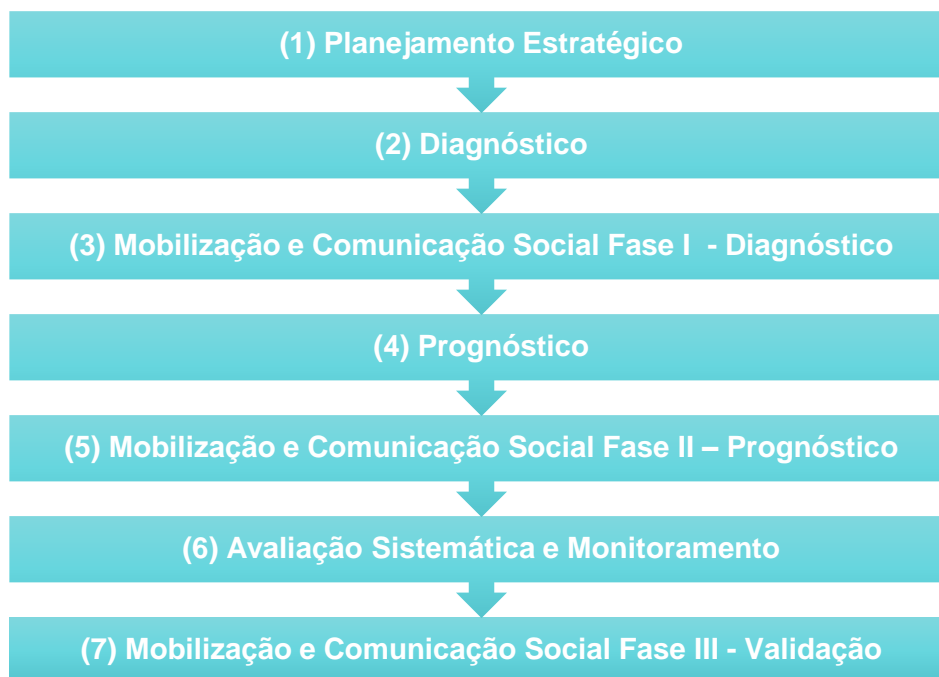 (1) Planejamento Estratégico
(2) Diagnóstico
(3) Mobilização e Comunicação Social Fase I - Diagnóstico
(4) Prognóstico
(5) Mobilização e Comunicação Social Fase II – Prognóstico
(6) Avaliação Sistemática e Monitoramento
(7) Mobilização e Comunicação Social Fase III - Validação